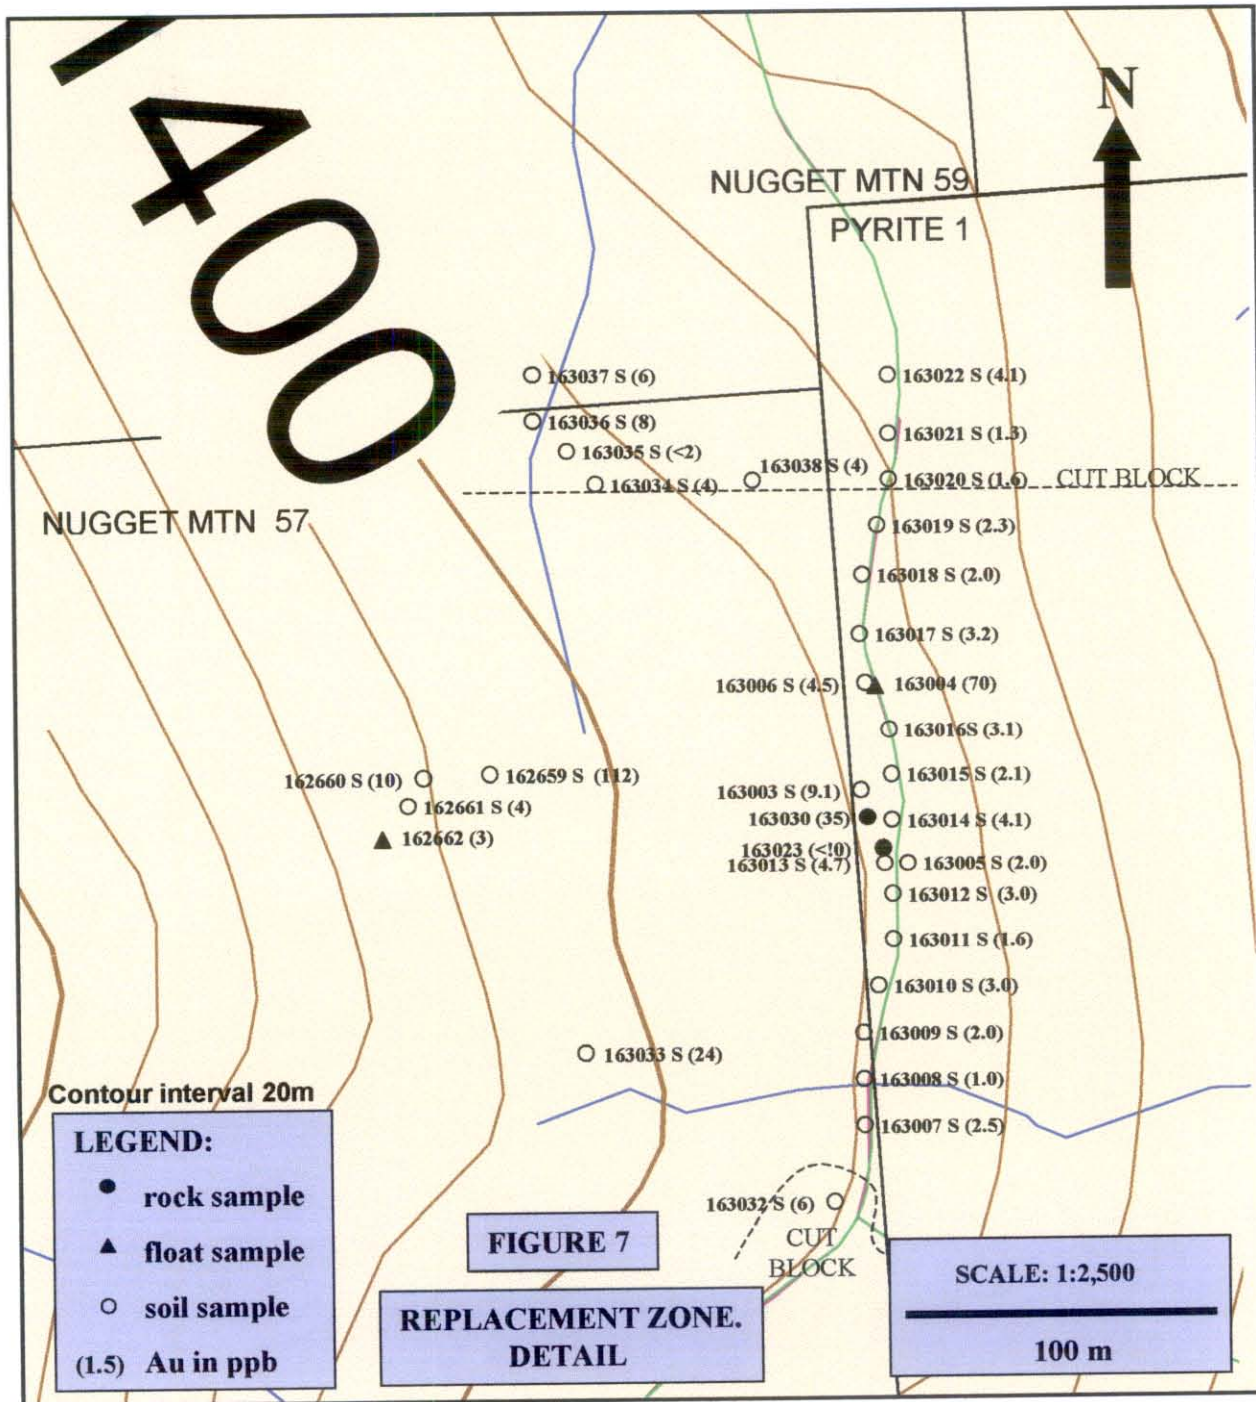 1400
N
NUGGET MTN 59
PYRITE 1
163037 S (6)
163022 S (4.1)
163036 S (8)
163021 S (1.3)
163035 S (<2)
163038 S (4)
163034 S (4)
163020 S (1.6)
CUT BLOCK
NUGGET MTN 57
163019 S (2.3)
163018 S (2.0)
163017 S (3.2)
163006 S (4.5)
163004 (70)
163016S (3.1)
162660 S (10)
162659 S (112)
163015 S (2.1)
163003 S (9.1)
162661 S (4)
163030 (35)
163014 S (4.1)
162662 (3)
163023 (<!0)
163013 S (4.7)
163005 S (2.0)
163012 S (3.0)
163011 S (1.6)
163010 S (3.0)
163009 S (2.0)
163033 S (24)
163008 S (1.0)
163007 S (2.5)
163032 S (6)
CUT
BLOCK
Contour interval 20m
LEGEND:
rock sample
float sample
soil sample
(1.5) Au in ppb
FIGURE 7
REPLACEMENT ZONE.
DETAIL
SCALE: 1:2,500
100 m